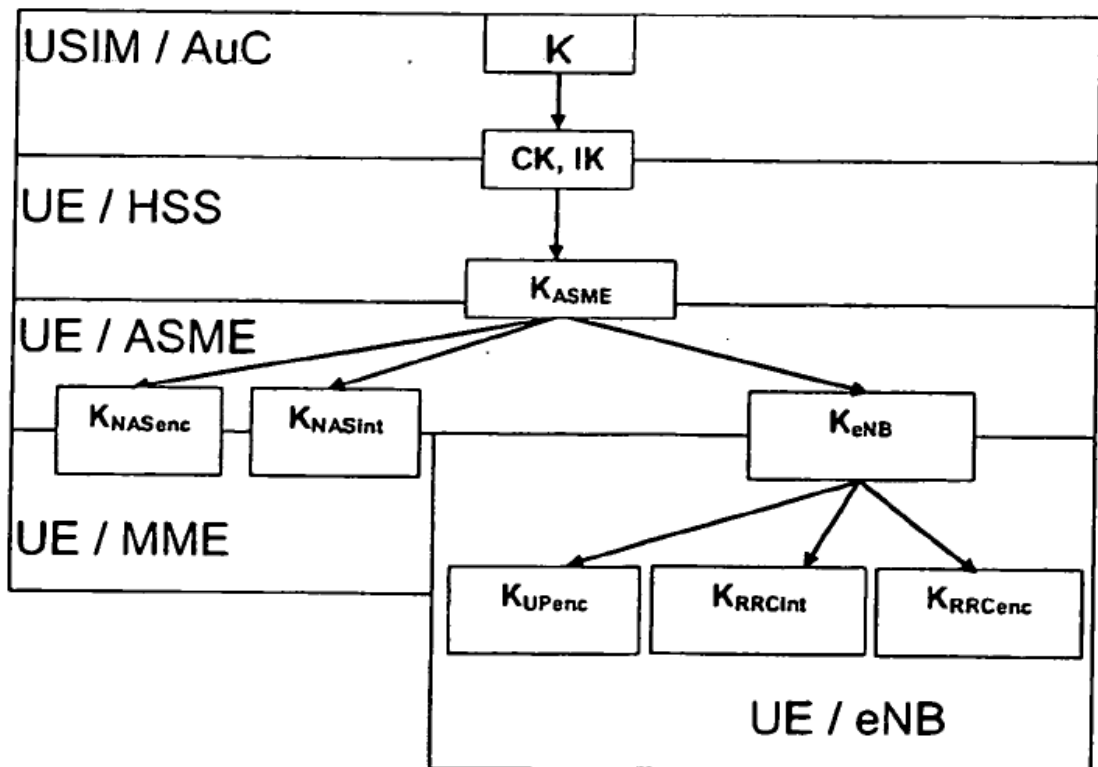 USIM / AuC
K
CK, IK
UE / HSS
KASME
UE / ASME
KNASenc
KNASint
KeNB
UE / MME
KUPenc
KRRCint
KRRCenc
UE / eNB